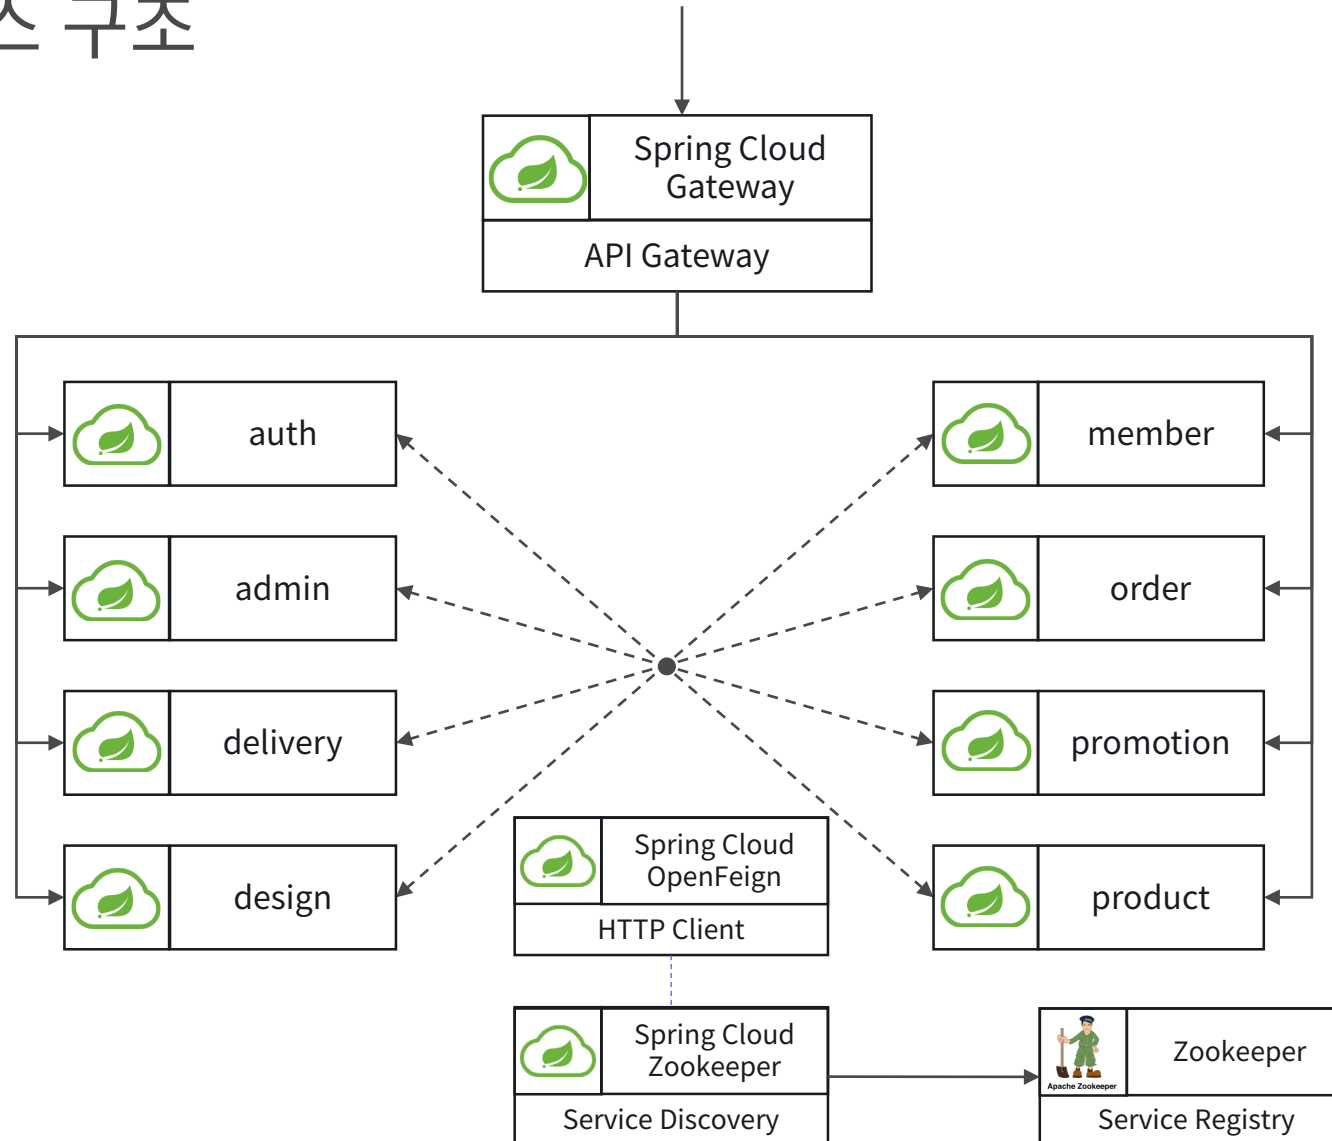 구조
Spring Cloud
Gateway
API Gateway
auth
member
admin
order
delivery
promotion
design
product
Spring Cloud
OpenFeign
HTTP Client
Spring Cloud
Zookeeper
Service Discovery
Apache Zookeeper
Zookeeper
Service Registry